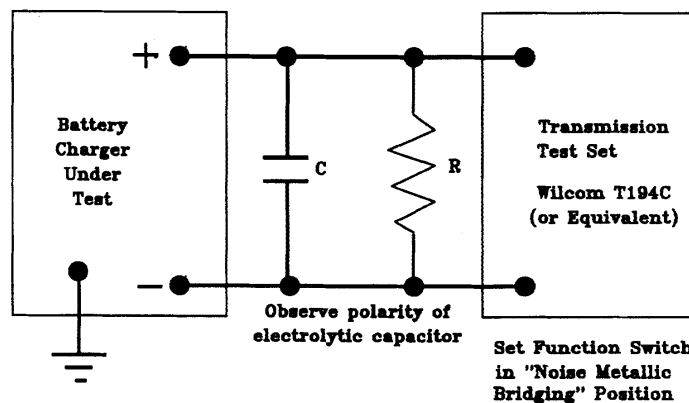 +
Battery
Charger
Under
Test
−
C
R
Transmission
Test Set
Wilcom T194C
(or Equivalent)
Observe polarity of
electrolytic capacitor
Set Function Switch
in "Noise Metallic
Bridging" Position